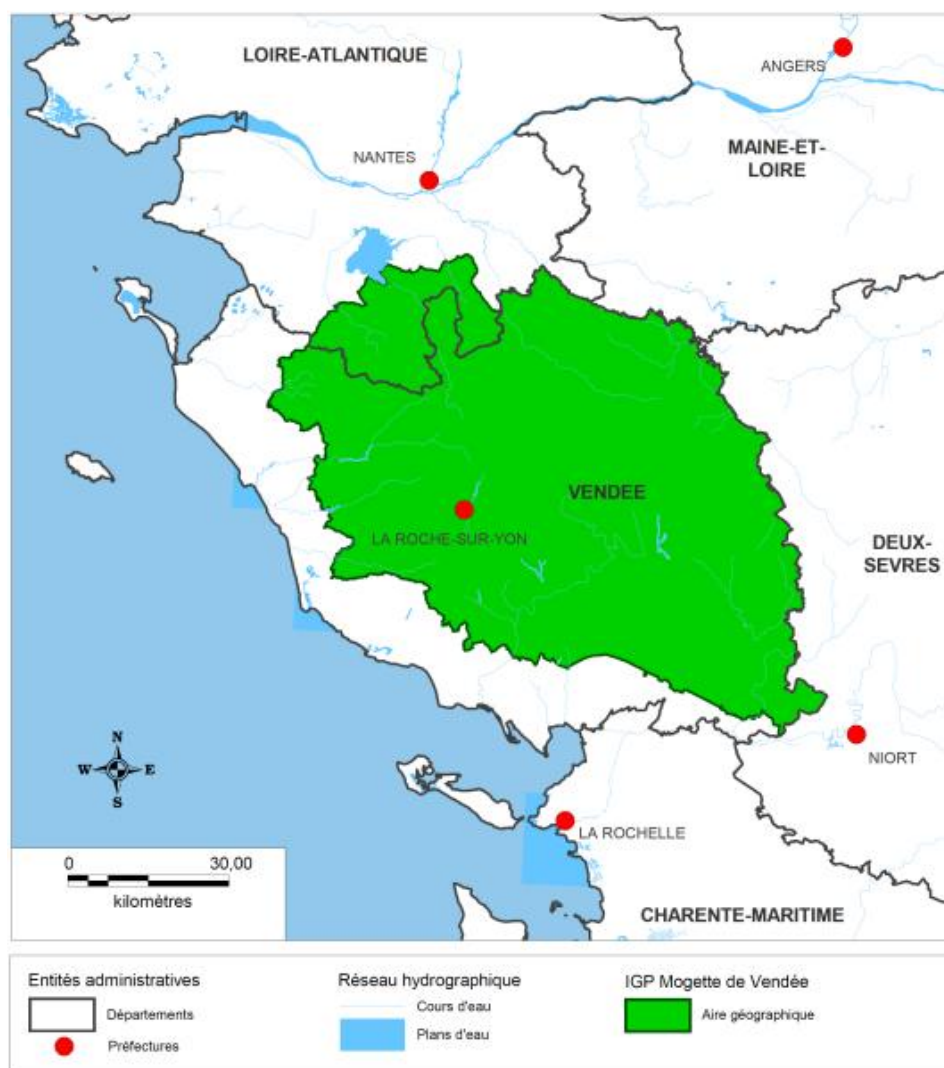 LOIRE-ATLANTIQUE
ANGERS
MAINE-ET-
LOIRE
NANTES
VENDEE
LA ROCHE-SUR-YON
DEUX-
SEVRES
N
W E
S
NIORT
LA ROCHELLE
0 30,00
kilomètres
CHARENTE-MARITIME
Entités administratives
Départements
Préfectures
Réseau hydrographique
Cours d'eau
Plans d'eau
IGP Mogette de Vendée
Aire géographique